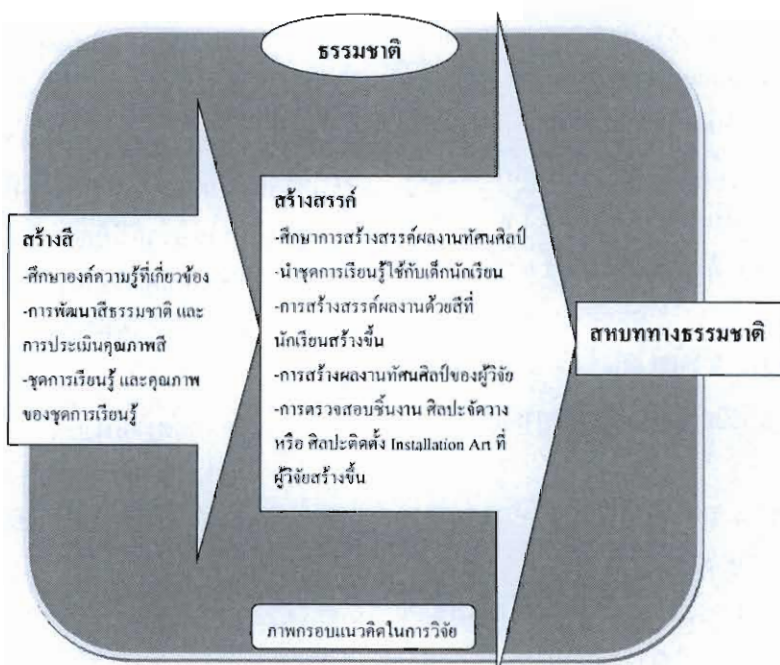 ธรรมชาติ
สร้างสี
-ศึกษาองค์ความรู้ที่เกี่ยวข้อง
-การพัฒนาสีธรรมชาติ และ
การประเมินคุณภาพสี
-ชุดการเรียนรู้ และคุณภาพ
ของชุดการเรียนรู้
สร้างสรรค์
-ศึกษาการสร้างสรรค์ผลงานทัศนศิลป์
-นำชุดการเรียนรู้ใช้กับเด็กนักเรียน
-การสร้างสรรค์ผลงานด้วยสีที่
นักเรียนสร้างขึ้น
-การสร้างผลงานทัศนศิลป์ของผู้วิจัย
-การตรวจสอบชิ้นงาน ศิลปะจัดวาง
หรือ ศิลปะติดตั้ง Installation Art ที่
ผู้วิจัยสร้างขึ้น
สหบททางธรรมชาติ
ภาพกรอบแนวคิดในการวิจัย